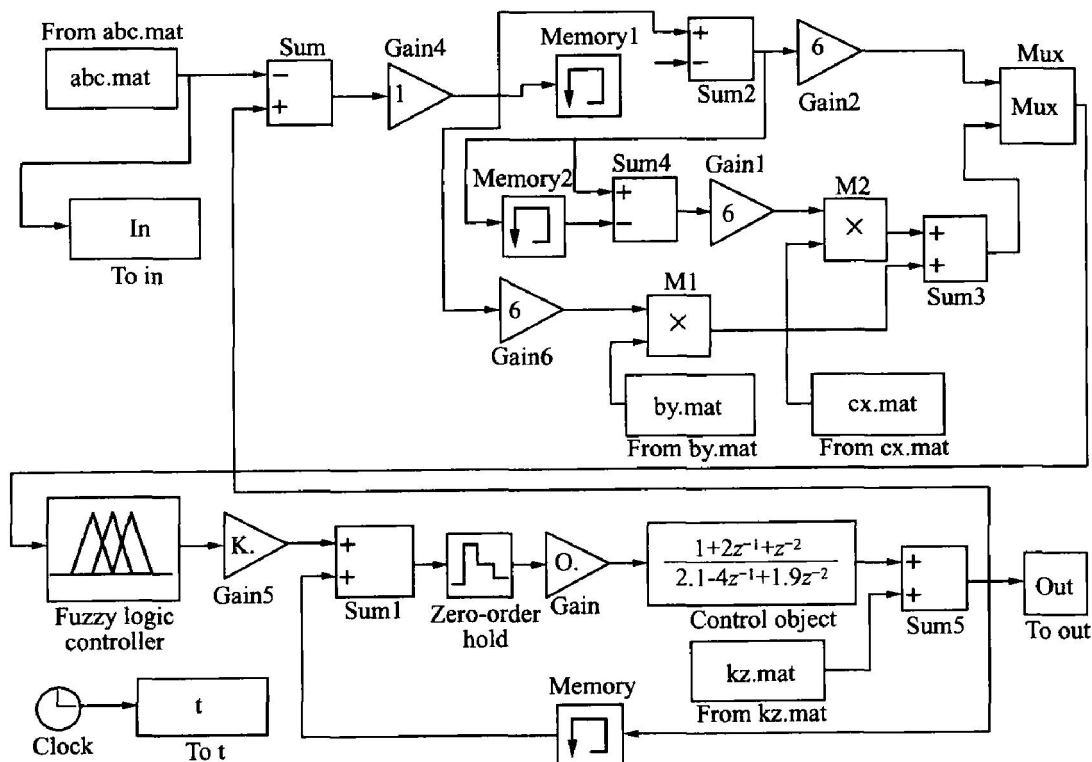 From abc.mat
abc.mat
Sum
−
+
Gain4
1
Memory1
+
−
Sum2
6
Gain2
Mux
Mux
In
To in
Memory2
Sum4
+
−
Gain1
6
M2
×
+
+
Sum3
6
Gain6
M1
×
by.mat
From by.mat
cx.mat
From cx.mat
Fuzzy logic
controller
K.
Gain5
+
+
Sum1
Zero-order
hold
O.
Gain
1+2z⁻¹+z⁻²
2.1-4z⁻¹+1.9z⁻²
Control object
+
+
Sum5
Out
To out
kz.mat
From kz.mat
Clock
t
To t
Memory